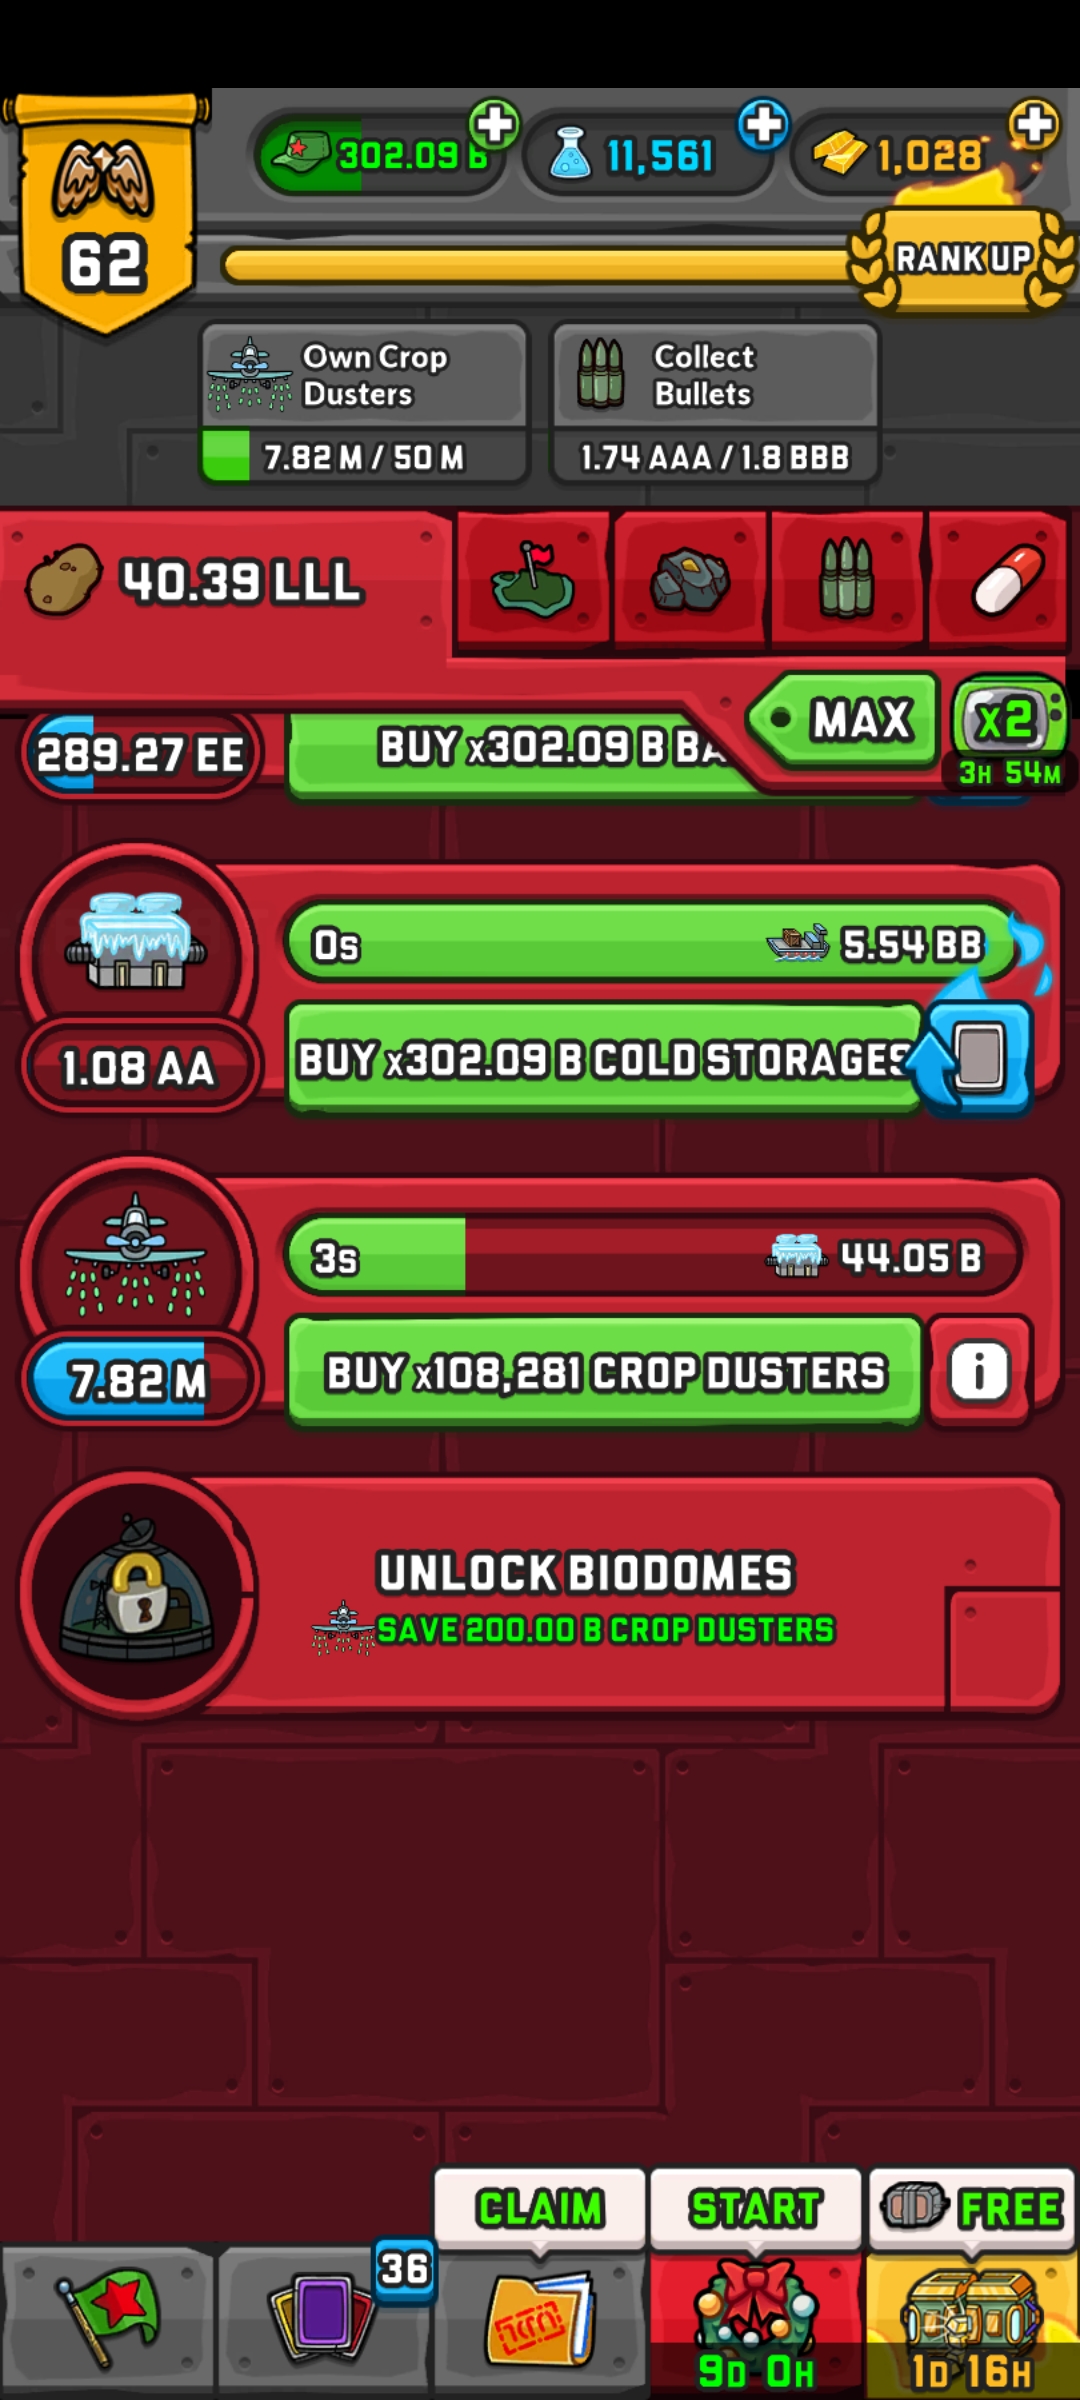 302.09 B
11,561
1,028
62
RANK UP
Own Crop
Dusters
7.82 M / 50 M
Collect
Bullets
1.74 AAA / 1.8 BBB
40.39 LLL
MAX
x2
3H 54M
289.27 EE
BUY x302.09 B BA
0s
5.54 BB
1.08 AA
BUY x302.09 B COLD STORAGES
3s
44.05 B
7.82 M
BUY x108,281 CROP DUSTERS
i
UNLOCK BIODOMES
SAVE 200.00 B CROP DUSTERS
CLAIM
START
FREE
36
9D 0H
1D 16H